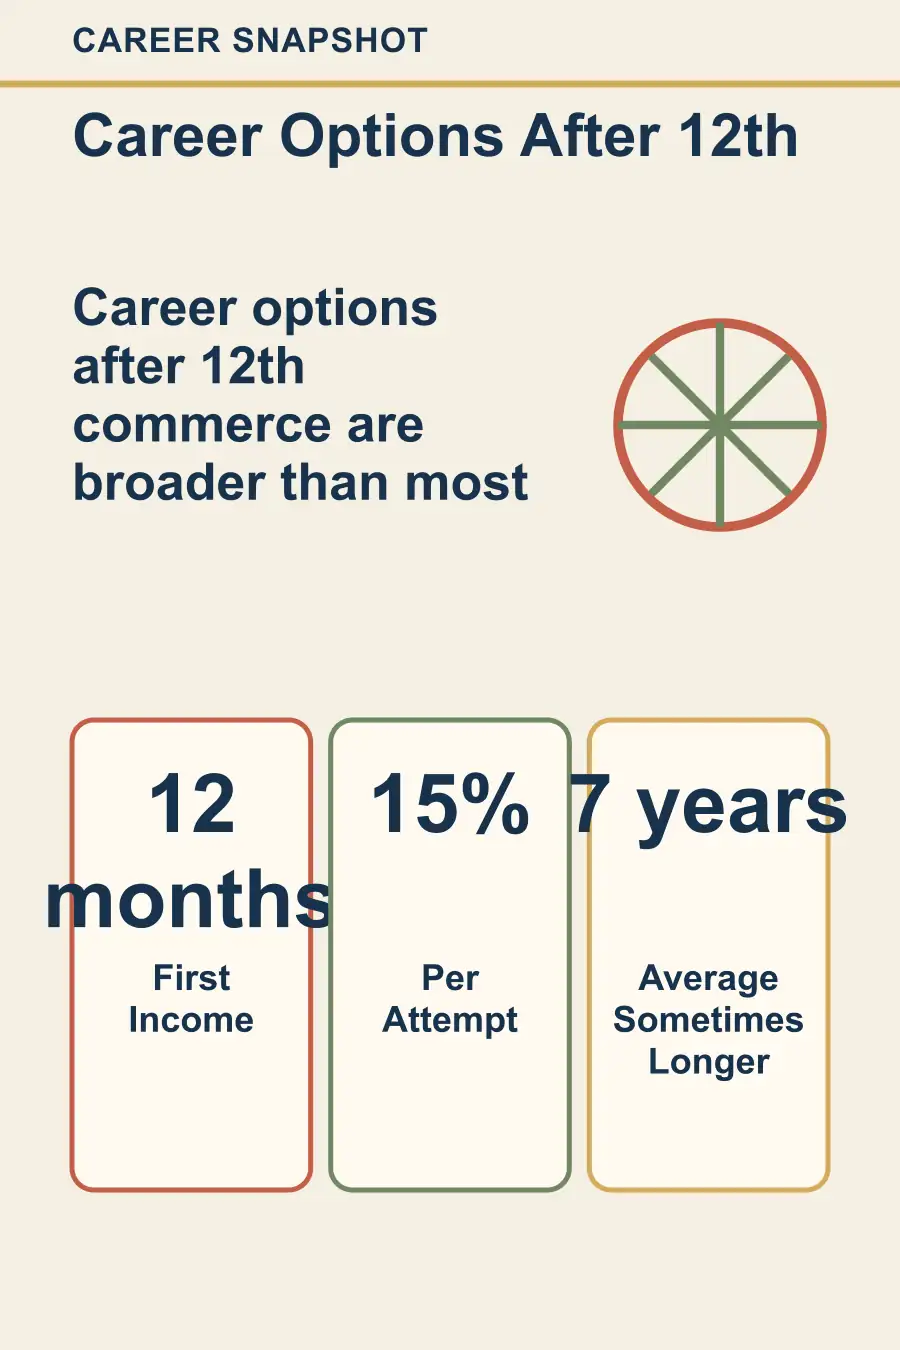 CAREER SNAPSHOT
Career Options After 12th
Career options
after 12th
commerce are
broader than most
12
months
First
Income
15%
Per
Attempt
7 years
Average
Sometimes
Longer